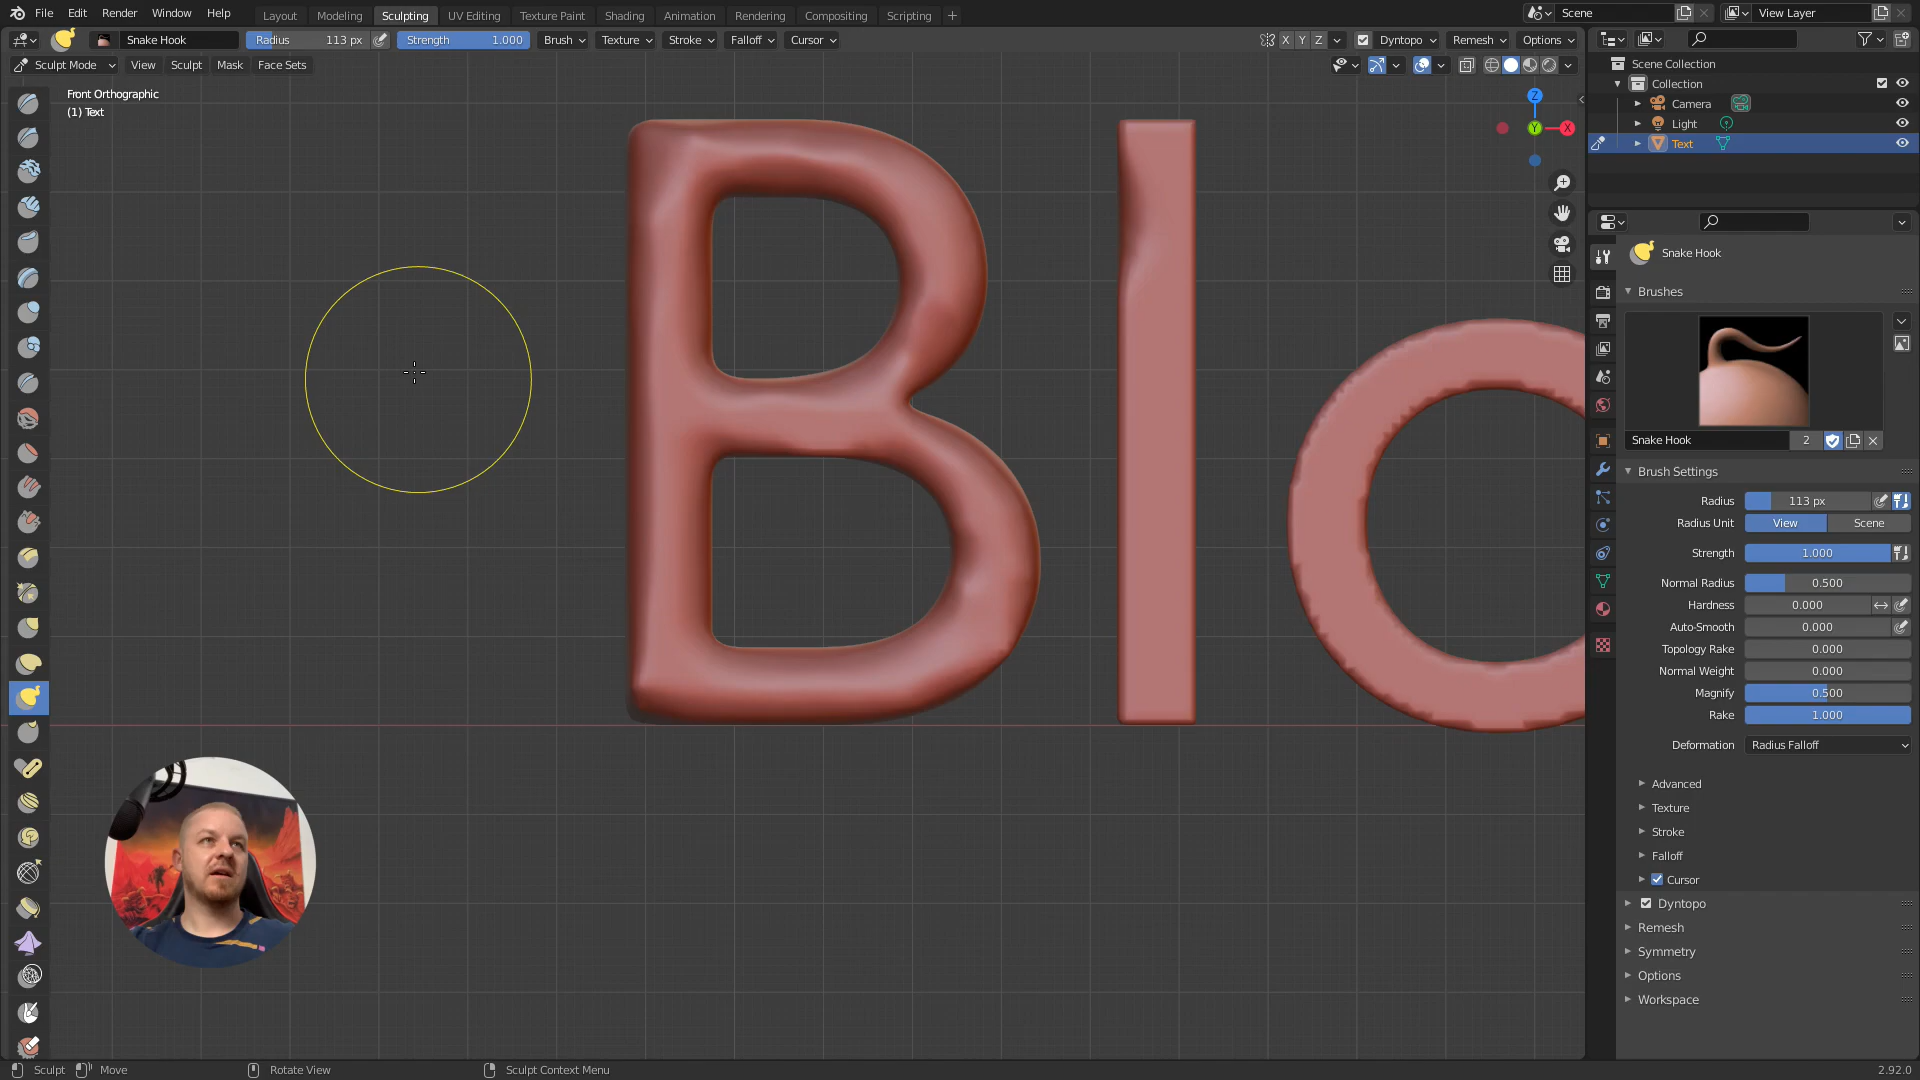 File Edit Render Window Help Layout Modeling Sculpting UV Editing Texture Paint Shading Animation Rendering Compositing Scripting + Scene View Layer
Snake Hook Radius 113 px Strength 1.000 Brush Texture Stroke Falloff Cursor X Y Z Dyntopo Remesh Options
Sculpt Mode View Sculpt Mask Face Sets
Front Orthographic
(1) Text
Z
Y
X
Blo
Scene Collection
Collection
Camera
Light
Text
Snake Hook
Brushes
Snake Hook 2
Brush Settings
Radius 113 px
Radius Unit View Scene
Strength 1.000
Normal Radius 0.500
Hardness 0.000
Auto-Smooth 0.000
Topology Rake 0.000
Normal Weight 0.000
Magnify 0.500
Rake 1.000
Deformation Radius Falloff
Advanced
Texture
Stroke
Falloff
Cursor
Dyntopo
Remesh
Symmetry
Options
Workspace
Sculpt Move Rotate View Sculpt Context Menu 2.92.0